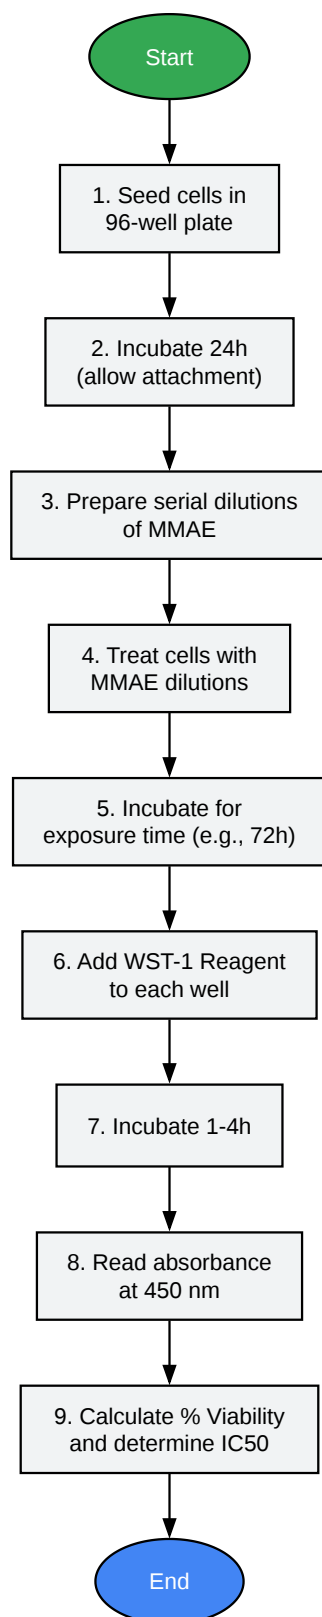 Start
1. Seed cells in
96-well plate
2. Incubate 24h
(allow attachment)
3. Prepare serial dilutions
of MMAE
4. Treat cells with
MMAE dilutions
5. Incubate for
exposure time (e.g., 72h)
6. Add WST-1 Reagent
to each well
7. Incubate 1-4h
8. Read absorbance
at 450 nm
9. Calculate % Viability
and determine IC50
End